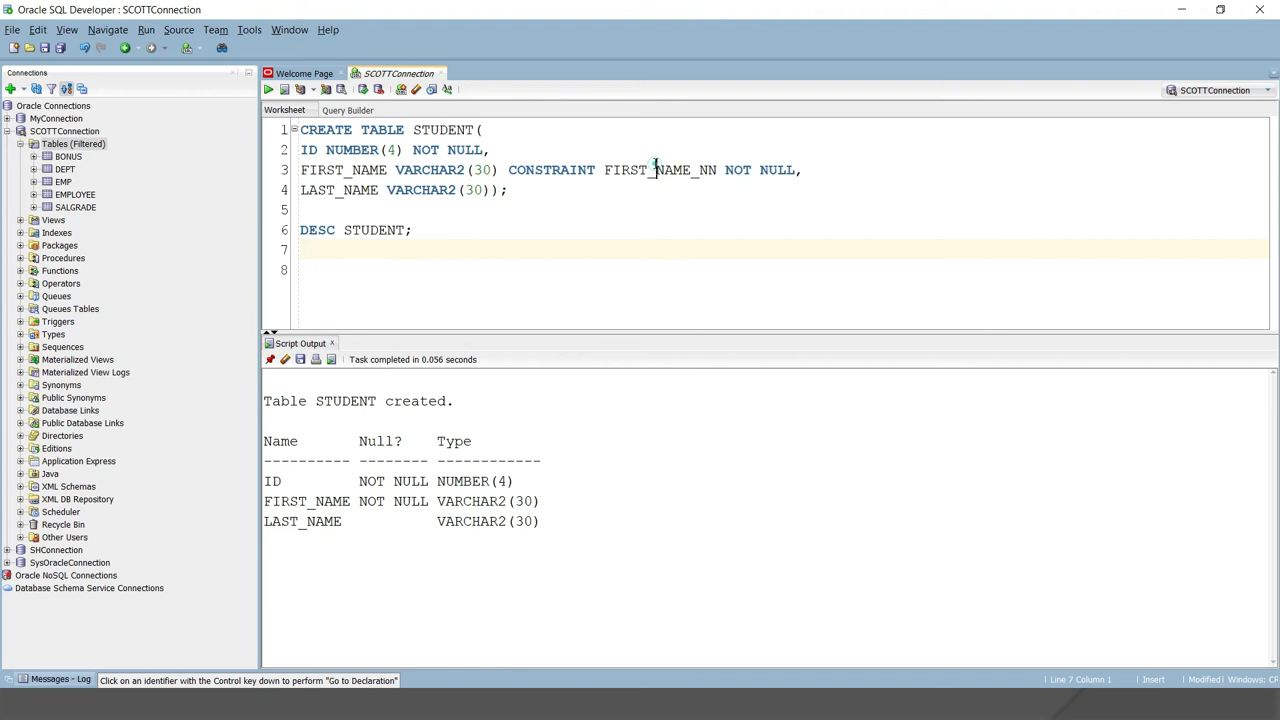 Oracle SQL Developer : SCOTTConnection
File Edit View Navigate Run Source Team Tools Window Help
Connections
Oracle Connections
MyConnection
SCOTTConnection
Tables (Filtered)
BONUS
DEPT
EMP
EMPLOYEE
SALGRADE
Views
Indexes
Packages
Procedures
Functions
Operators
Queues
Queues Tables
Triggers
Types
Sequences
Materialized Views
Materialized View Logs
Synonyms
Public Synonyms
Database Links
Public Database Links
Directories
Editions
Application Express
Java
XML Schemas
XML DB Repository
Scheduler
Recycle Bin
Other Users
SHConnection
SysOracleConnection
Oracle NoSQL Connections
Database Schema Service Connections
Welcome Page SCOTTConnection
SCOTTConnection
Worksheet Query Builder
1 CREATE TABLE STUDENT(
2 ID NUMBER(4) NOT NULL,
3 FIRST_NAME VARCHAR2(30) CONSTRAINT FIRST_NAME_NN NOT NULL,
4 LAST_NAME VARCHAR2(30));
5
6 DESC STUDENT;
7
8
Script Output
Task completed in 0.056 seconds
Table STUDENT created.
Name Null? Type
---------- -------- ------------
ID NOT NULL NUMBER(4)
FIRST_NAME NOT NULL VARCHAR2(30)
LAST_NAME VARCHAR2(30)
Messages - Log Click on an identifier with the Control key down to perform "Go to Declaration" Line 7 Column 1 Insert Modified Windows: CF